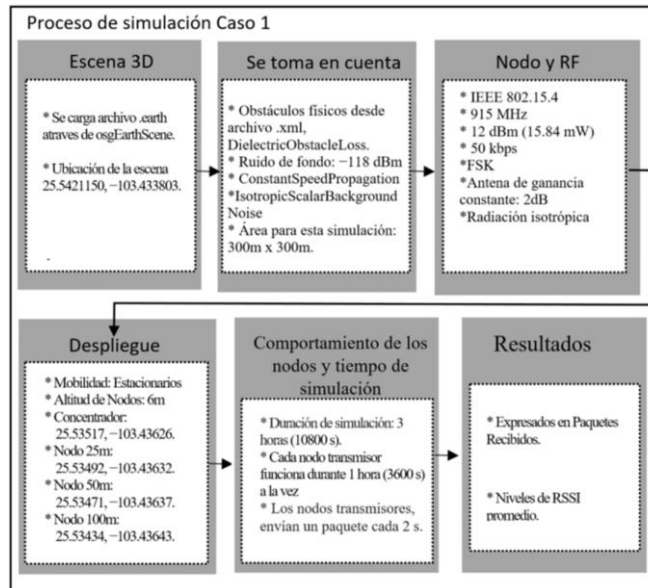 Proceso de simulación Caso 1
Escena 3D
* Se carga archivo .earth
atraves de osgEarthScene.
* Ubicación de la escena
25.5421150, −103.433803.
.
Se toma en cuenta
* Obstáculos físicos desde
archivo .xml,
DielectricObstacleLoss.
* Ruido de fondo: −118 dBm
* ConstantSpeedPropagation
*IsotropicScalarBackground
Noise
* Área para esta simulación:
300m x 300m.
Nodo y RF
* IEEE 802.15.4
* 915 MHz
* 12 dBm (15.84 mW)
* 50 kbps
*FSK
*Antena de ganancia
constante: 2dB
*Radiación isotrópica
Despliegue
* Mobilidad: Estacionarios
* Altitud de Nodos: 6m
* Concentrador:
25.53517, −103.43626.
* Nodo 25m:
25.53492, −103.43632.
* Nodo 50m:
25.53471, −103.43637.
* Nodo 100m:
25.53434, −103.43643.
Comportamiento de los
nodos y tiempo de
simulación
* Duración de simulación: 3
horas (10800 s).
* Cada nodo transmisor
funciona durante 1 hora (3600 s)
a la vez
* Los nodos transmisores,
envían un paquete cada 2 s.
Resultados
* Expresados en Paquetes
Recibidos.
* Niveles de RSSI
promedio.